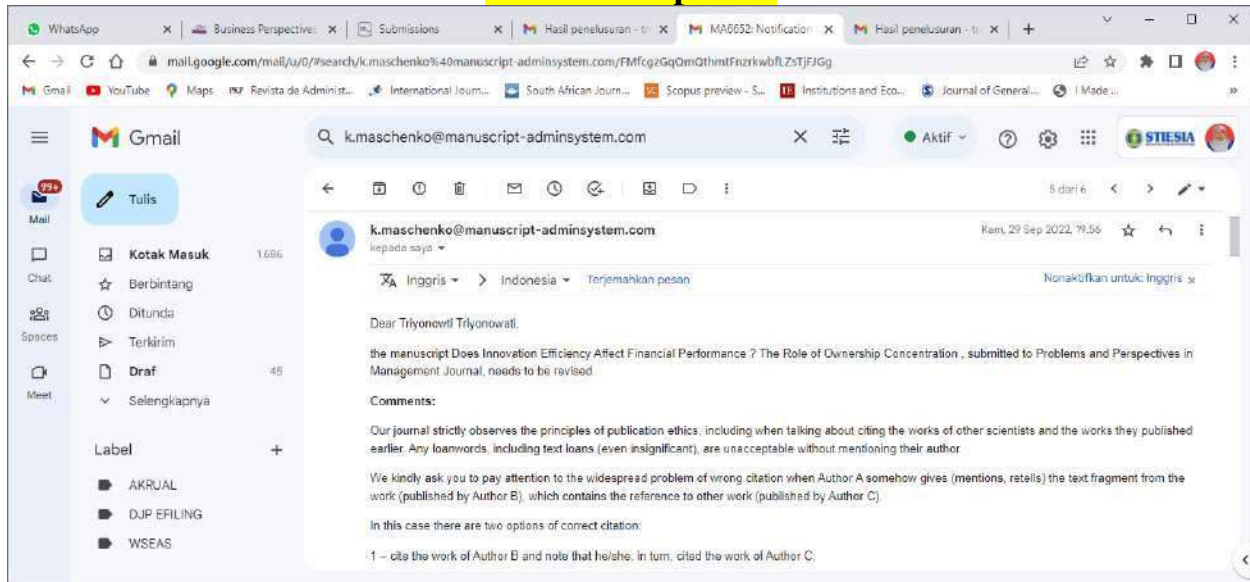 WhatsApp
Business Perspective:
Submissions
Hasil penelusuran - tr
MA6652: Notification
Hasil penelusuran - tr
mail.google.com/mail/u/0/#search/k.maschenko%40manuscript-adminsystem.com/
Gmail
YouTube
Maps
Revista de Administ...
International Journ...
South African Journ...
Scopus preview - S...
Institutions and Eco...
Journal of General...
I Made ...
Gmail
k.maschenko@manuscript-adminsystem.com
Aktif
STIESIA
99+
Mail
Tulis
5 dari 6
Chat
Spaces
Meet
Kotak Masuk 1.686
Berbintang
Ditunda
Terkirim
Draf 45
Selengkapnya
Label
AKRUAL
DJP EFILING
WSEAS
k.maschenko@manuscript-adminsystem.com
Kam, 29 Sep 2022, 19.56
kepada saya
Inggris > Indonesia Terjemahkan pesan
Nonaktifkan untuk: Inggris x
Dear Triyonowti Triyonowati,
the manuscript Does Innovation Efficiency Affect Financial Performance ? The Role of Ownership Concentration , submitted to Problems and Perspectives in
Management Journal, needs to be revised
Comments:
Our journal strictly observes the principles of publication ethics, including when talking about citing the works of other scientists and the works they published
earlier. Any loanwords, including text loans (even insignificant), are unacceptable without mentioning their author
We kindly ask you to pay attention to the widespread problem of wrong citation when Author A somehow gives (mentions, retells) the text fragment from the
work (published by Author B), which contains the reference to other work (published by Author C).
In this case there are two options of correct citation:
1 – cite the work of Author B and note that he/she, in turn, cited the work of Author C;